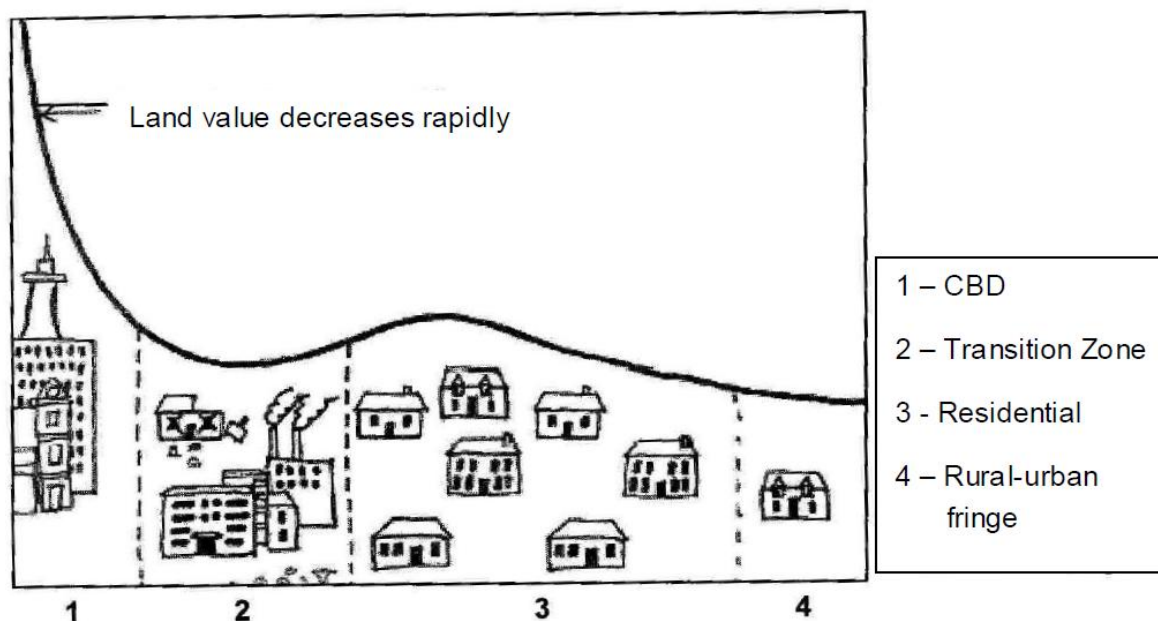 Land value decreases rapidly
1 – CBD
2 – Transition Zone
3 - Residential
4 – Rural-urban
fringe
1 2 3 4